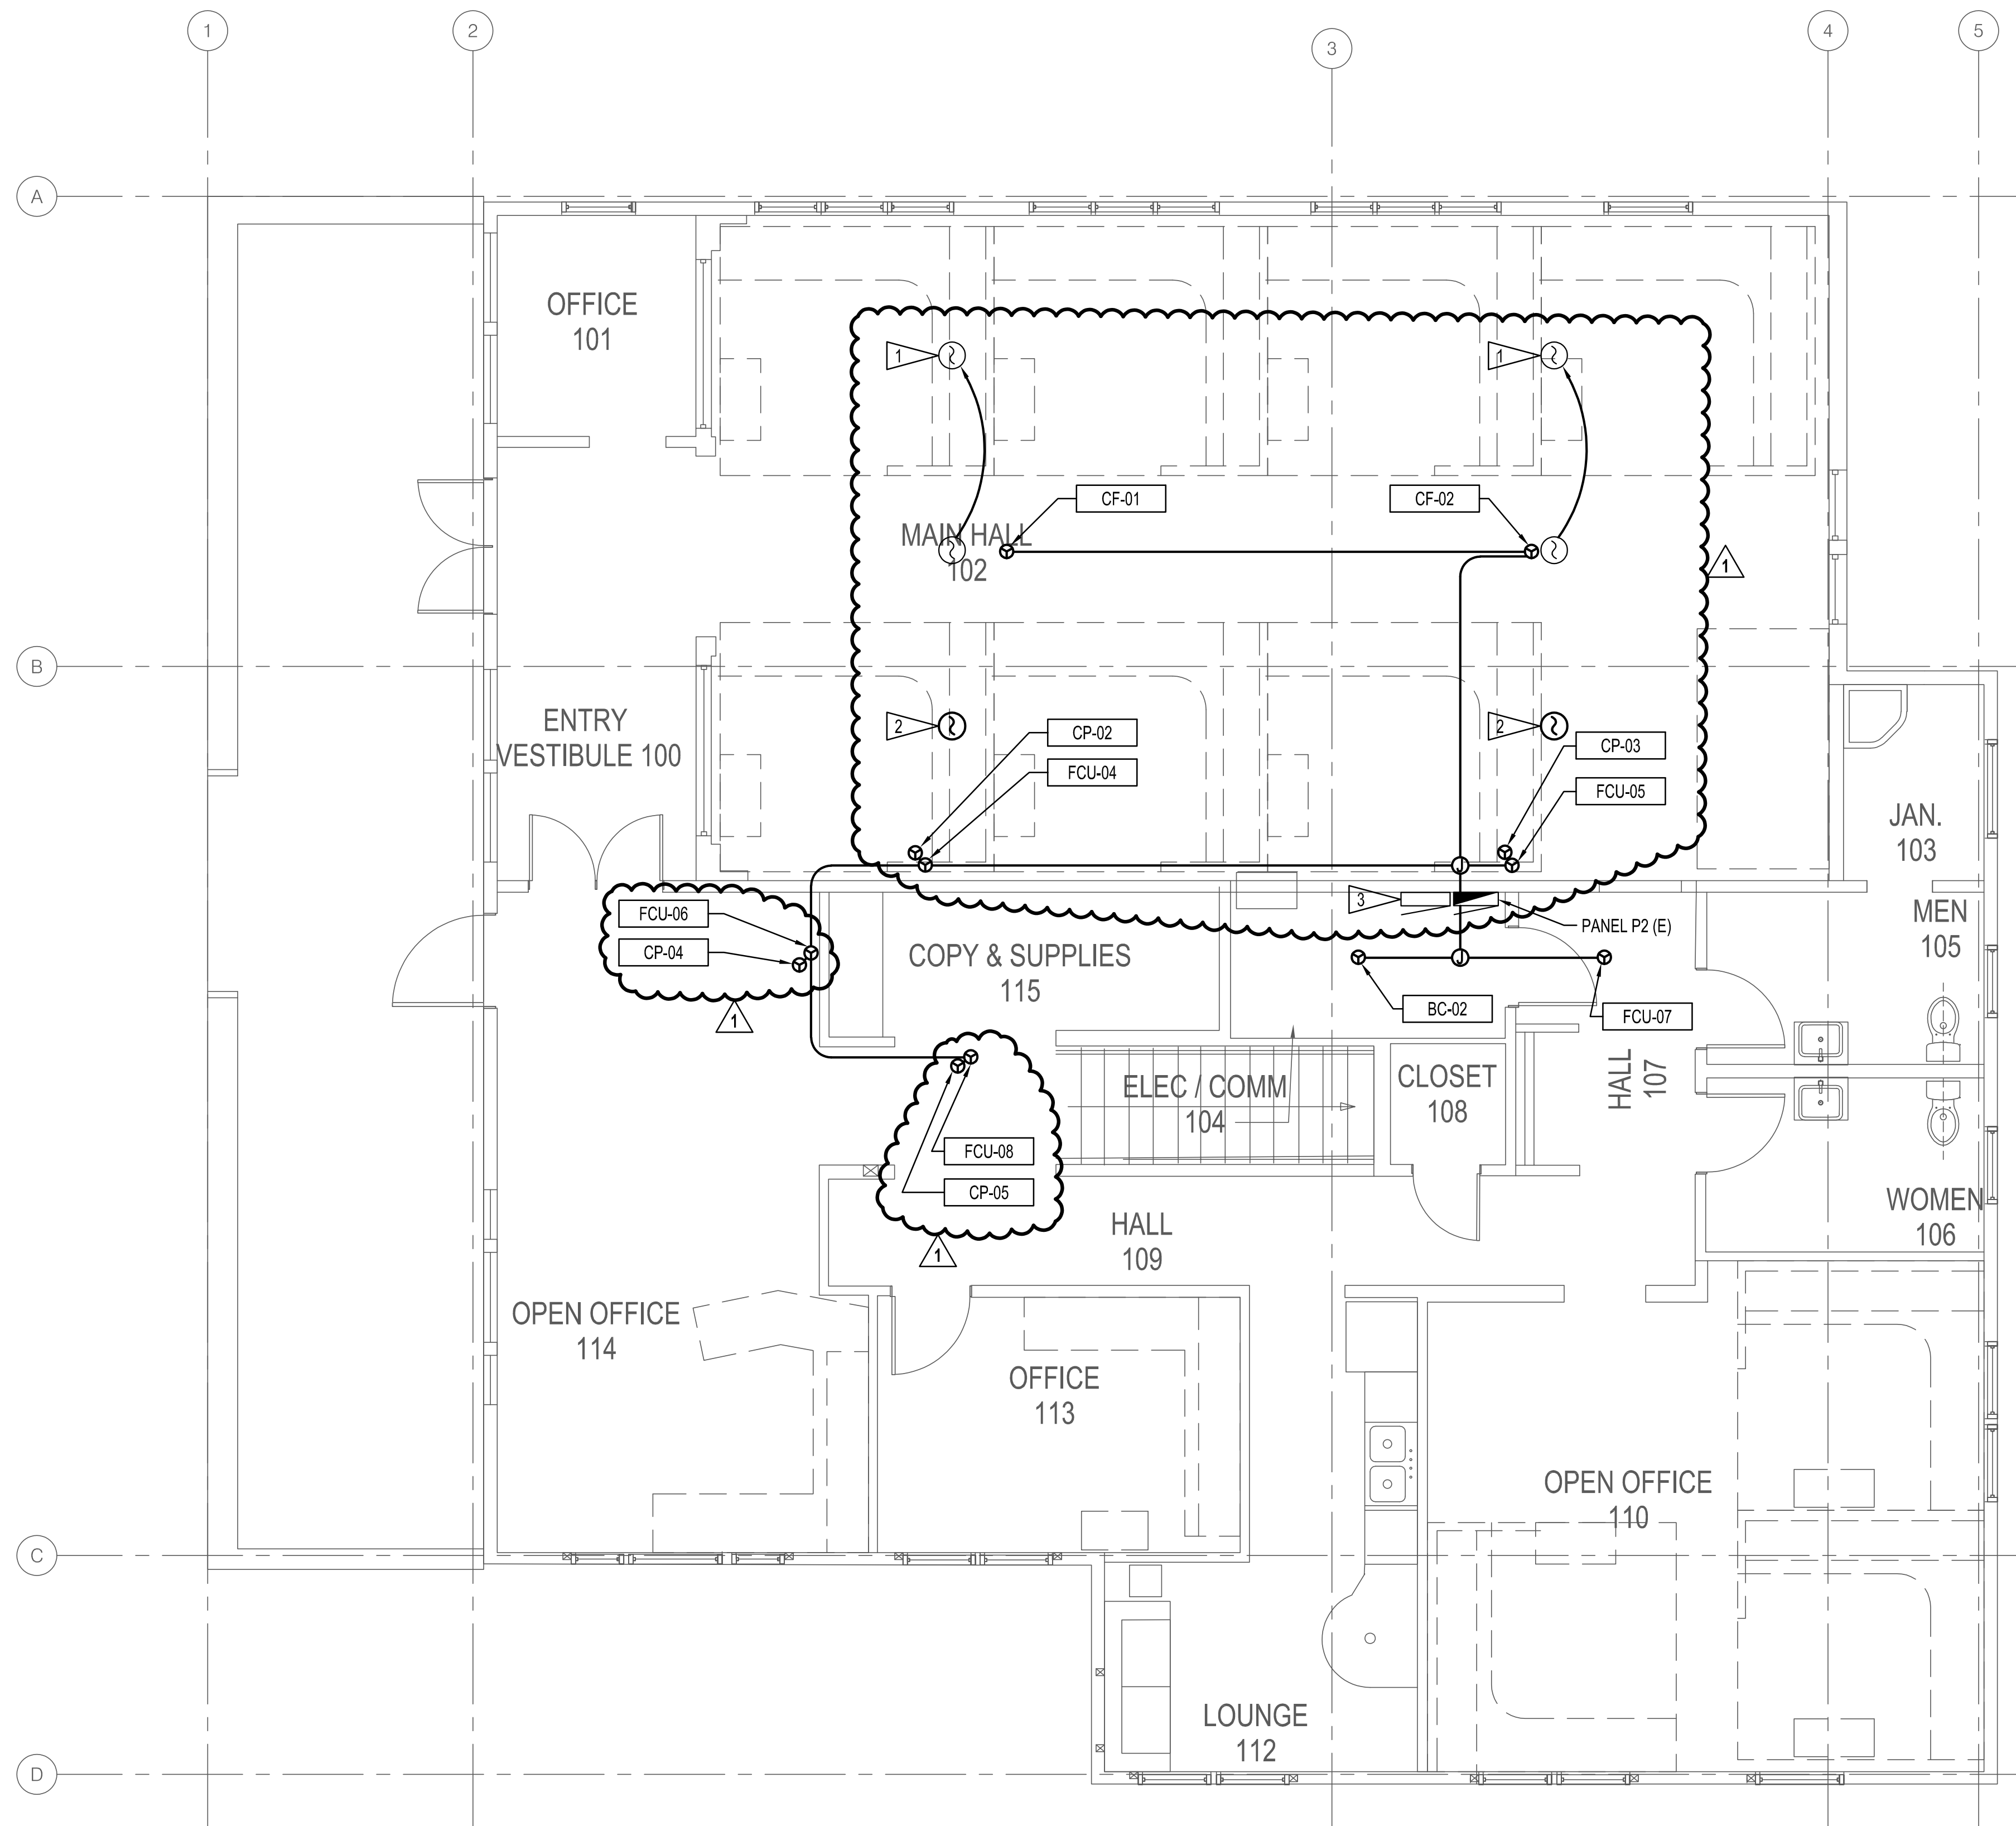 1
2
3
4
5
A
OFFICE
101
1
1
CF-01
CF-02
MAIN HALL
102
1
B
2
2
ENTRY
VESTIBULE 100
CP-02
FCU-04
CP-03
FCU-05
JAN.
103
J
3
PANEL P2 (E)
MEN
105
FCU-06
CP-04
COPY & SUPPLIES
115
J
BC-02
FCU-07
1
ELEC / COMM
104
CLOSET
108
HALL
107
FCU-08
CP-05
1
HALL
109
WOMEN
106
OPEN OFFICE
114
OFFICE
113
OPEN OFFICE
110
C
LOUNGE
112
D